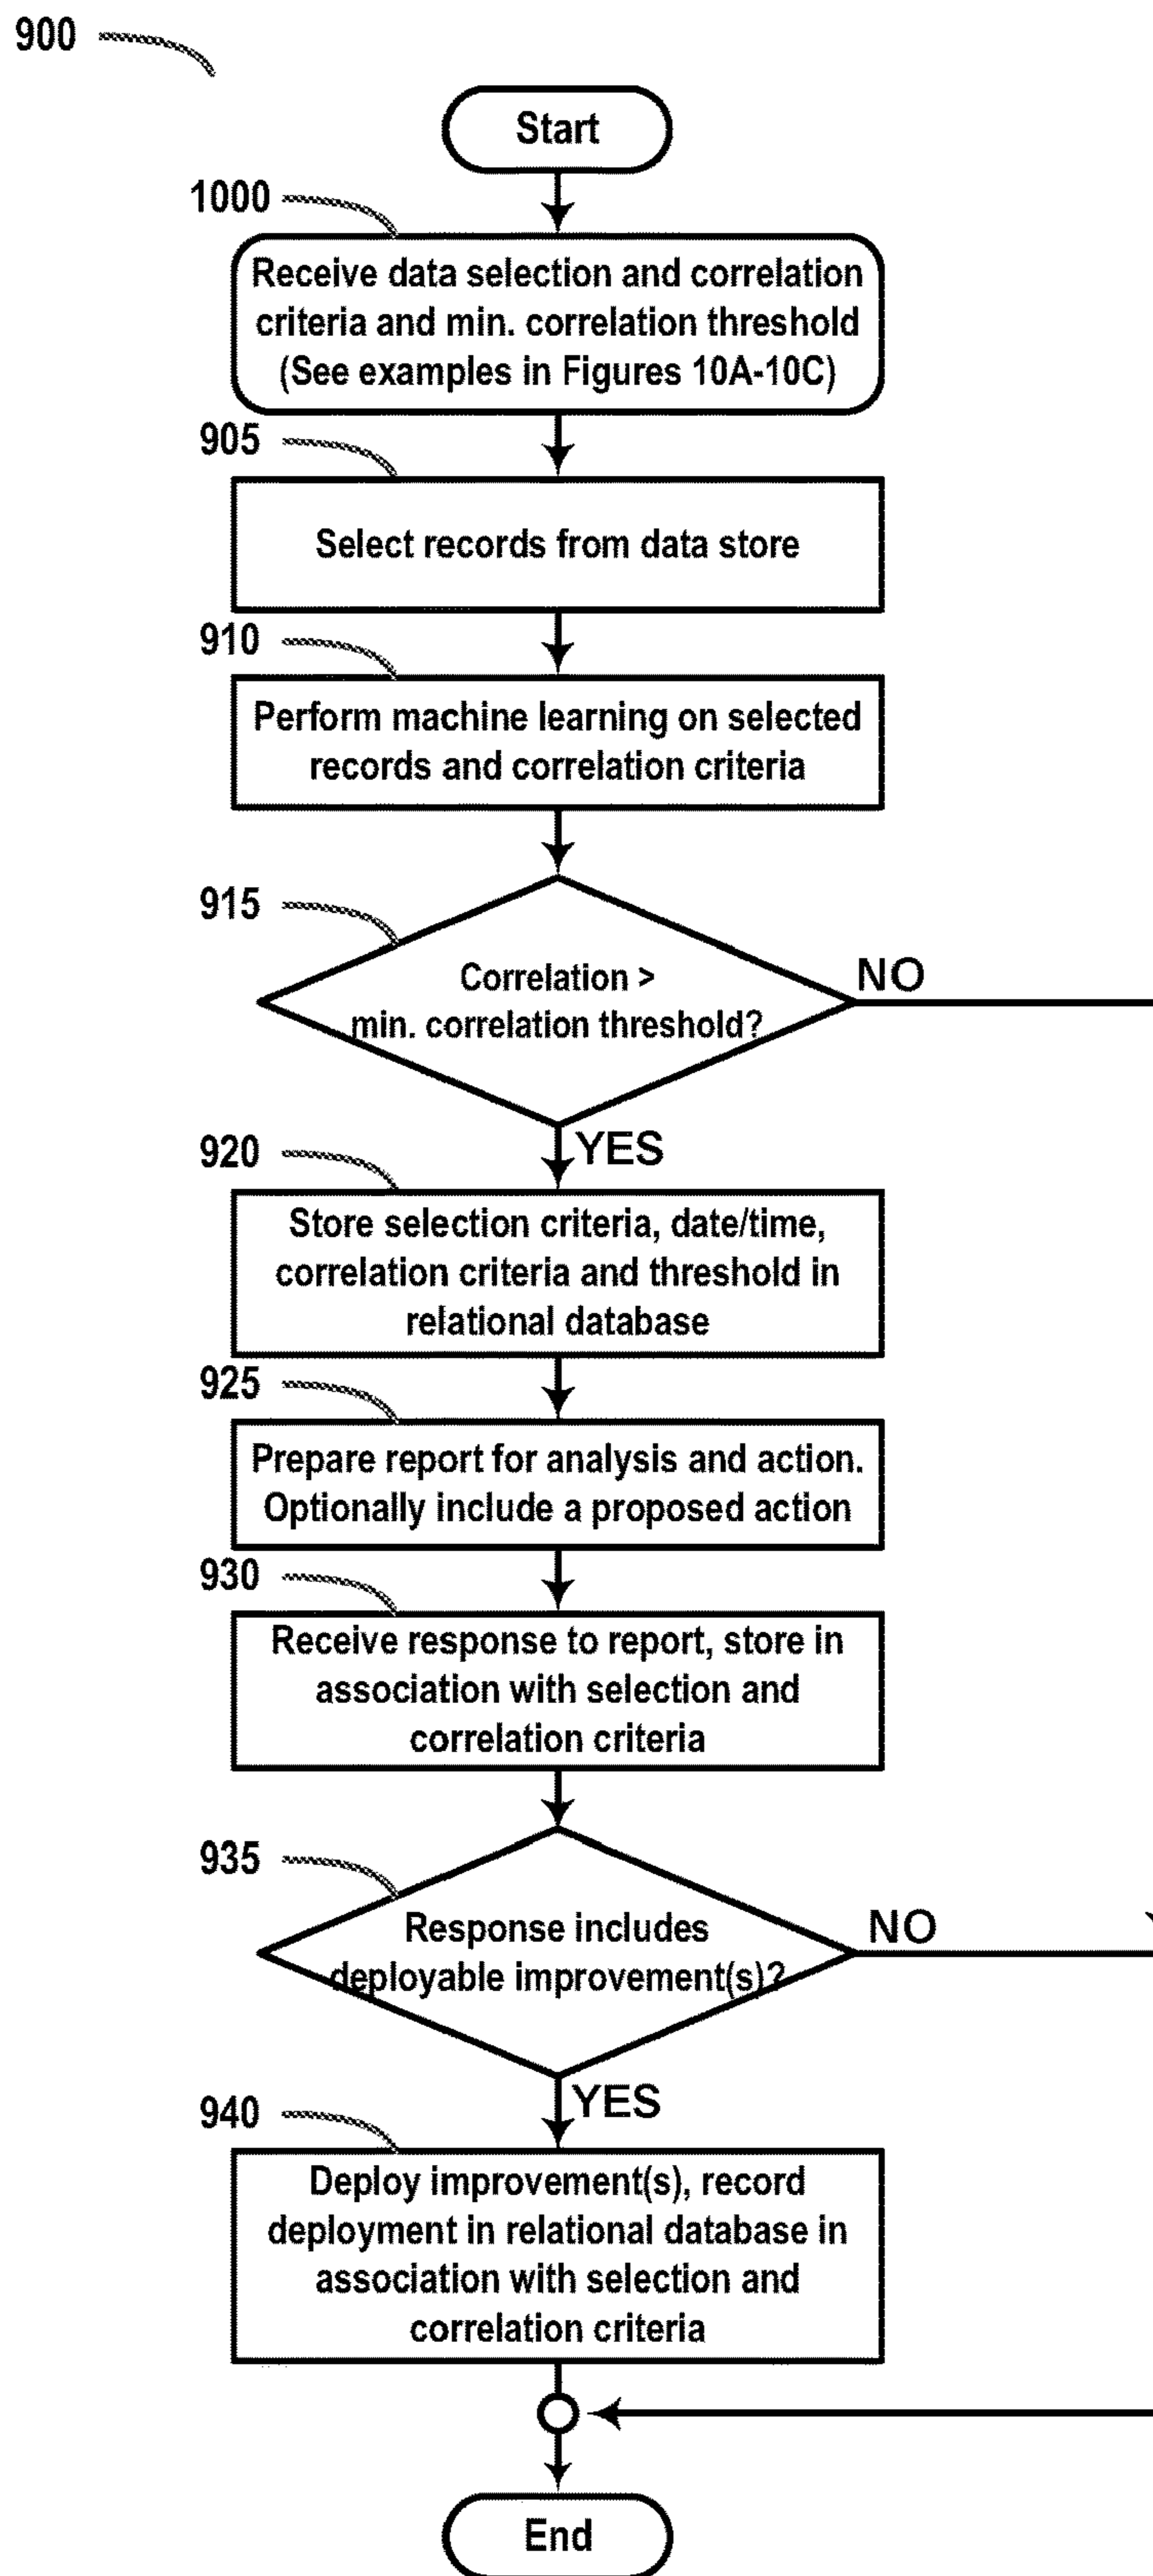 900
Start
1000
Receive data selection and correlation
criteria and min. correlation threshold
(See examples in Figures 10A-10C)
905
Select records from data store
910
Perform machine learning on selected
records and correlation criteria
915
Correlation >
min. correlation threshold?
NO
YES
920
Store selection criteria, date/time,
correlation criteria and threshold in
relational database
925
Prepare report for analysis and action.
Optionally include a proposed action
930
Receive response to report, store in
association with selection and
correlation criteria
935
Response includes
deployable improvement(s)?
NO
YES
940
Deploy improvement(s), record
deployment in relational database in
association with selection and
correlation criteria
End